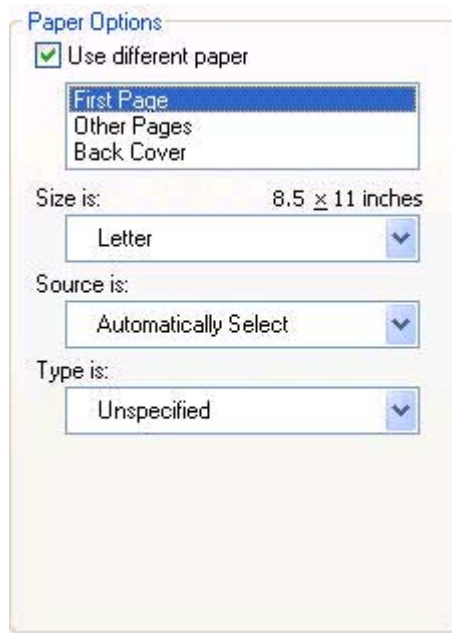 Paper Options
Use different paper
First Page
Other Pages
Back Cover
Size is: 8.5 x 11 inches
Letter
Source is:
Automatically Select
Type is:
Unspecified